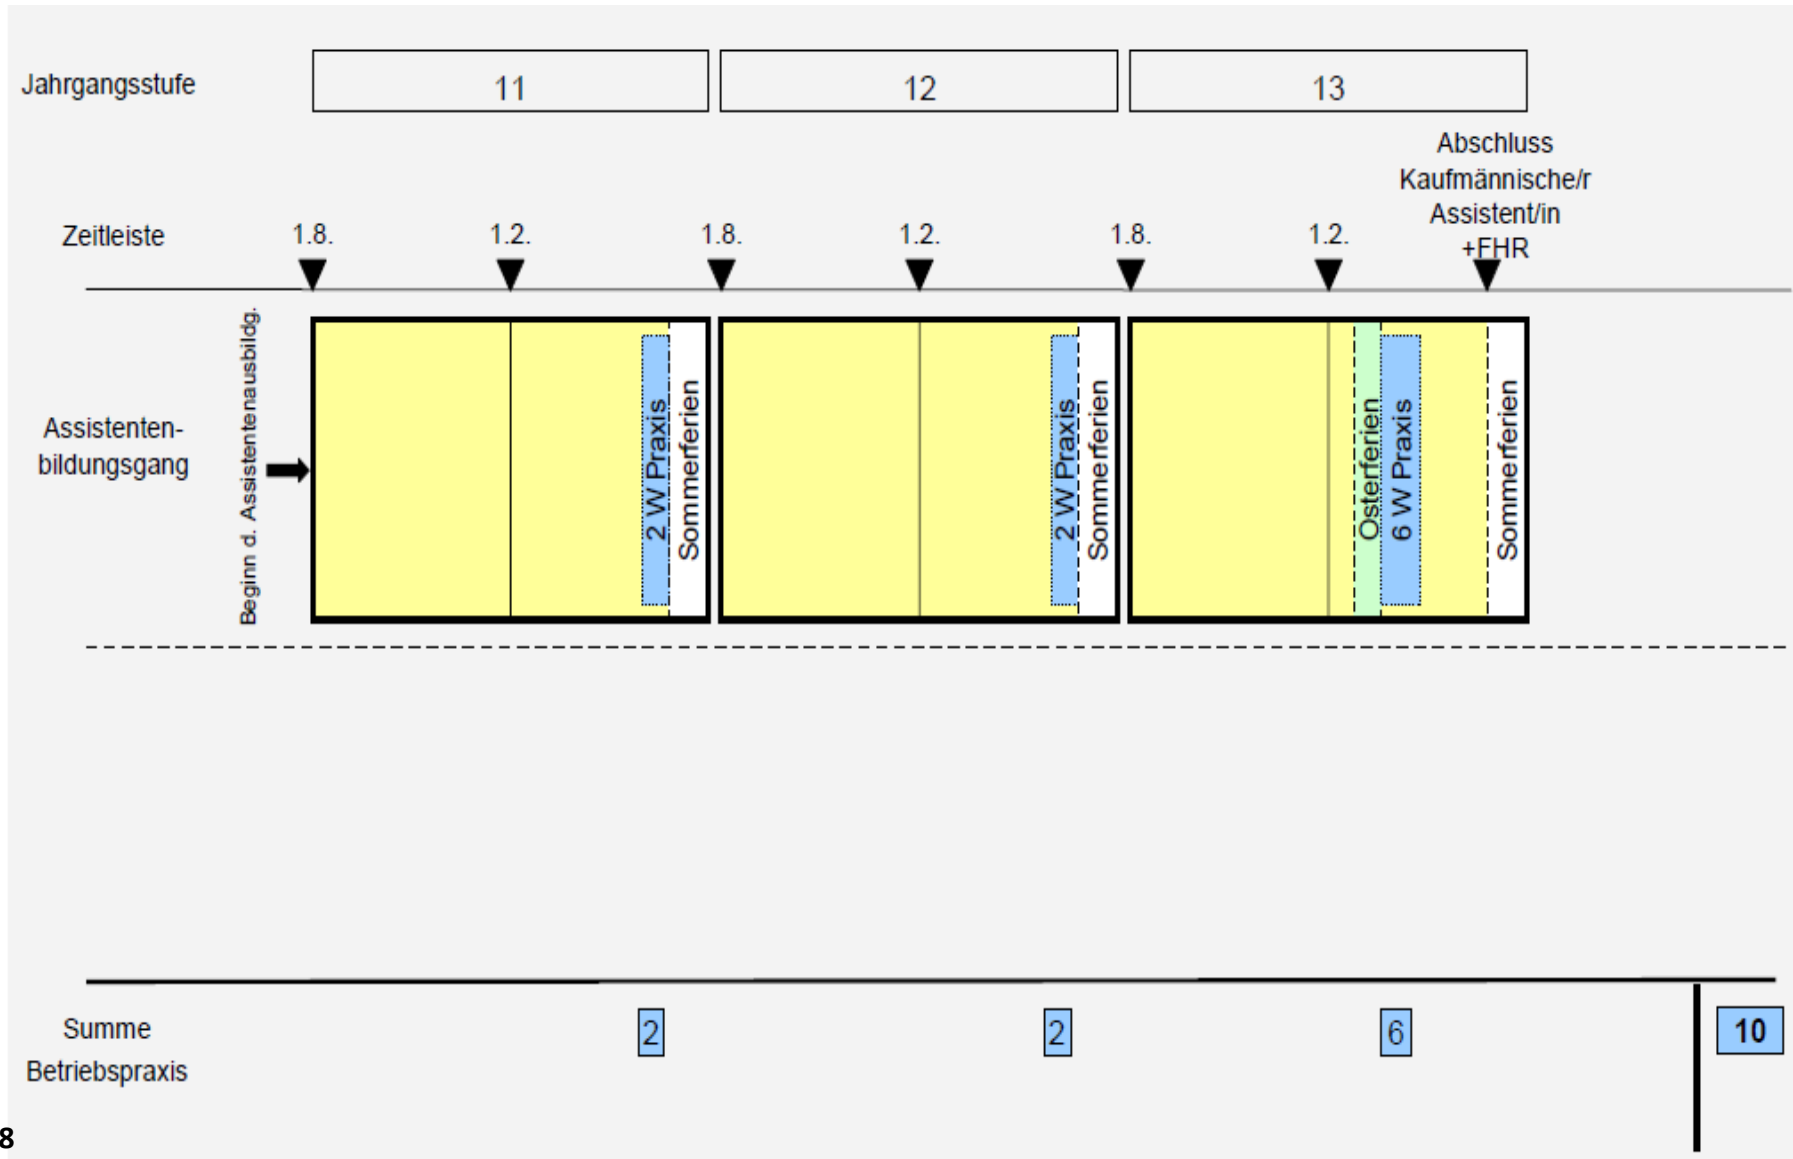 Jahrgangsstufe
11
12
13
Abschluss
Kaufmännische/r
Assistent/in
+FHR
Zeitleiste
1.8.
1.2.
1.8.
1.2.
1.8.
1.2.
Assistenten-
bildungsgang
Beginn d. Assistentenausbildg.
2 W Praxis
Sommerferien
2 W Praxis
Sommerferien
Osterferien
6 W Praxis
Sommerferien
Summe
Betriebspraxis
2
2
6
10
8